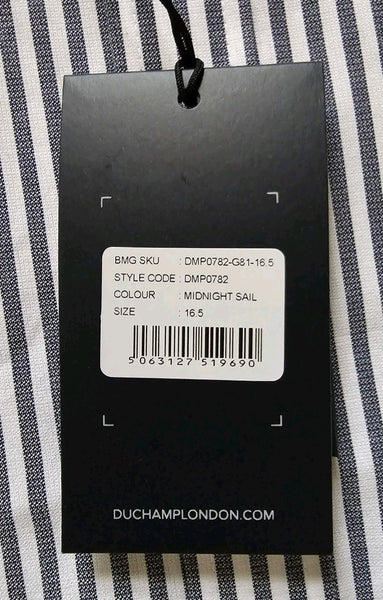 BMG SKU : DMP0782-G81-16.5
STYLE CODE : DMP0782
COLOUR : MIDNIGHT SAIL
SIZE : 16.5
5 063127 519690
DUCHAMPLONDON.COM